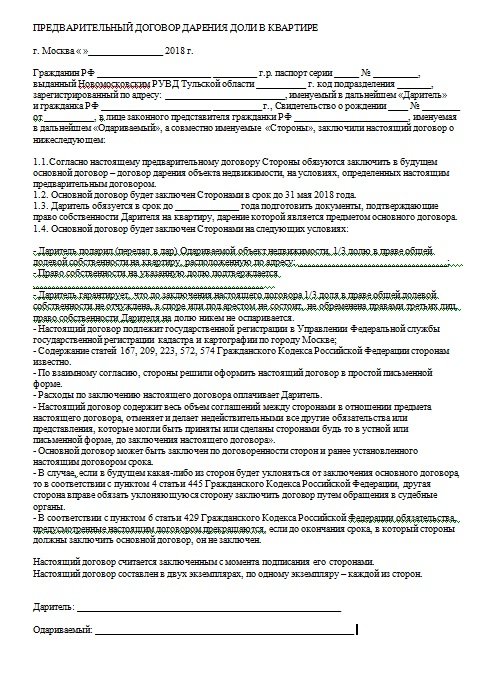 ПРЕДВАРИТЕЛЬНЫЙ ДОГОВОР ДАРЕНИЯ ДОЛИ В КВАРТИРЕ
г. Москва « »________________ 2018 г.
Гражданин РФ ________________________________ г.р. паспорт серии _____ № _________,
выданный Новомосковским РУВД Тульской области __________ г. код подразделения _______,
зарегистрированный по адресу: __________________________, именуемый в дальнейшем «Даритель»
и гражданка РФ ________________________________ г., Свидетельство о рождении ____ № ________
от __________, в лице законного представителя гражданки РФ ________________________, именуемая
в дальнейшем «Одариваемый», а совместно именуемые «Стороны», заключили настоящий договор о
нижеследующем:
1.1.Согласно настоящему предварительному договору Стороны обязуются заключить в будущем
основной договор – договор дарения объекта недвижимости, на условиях, определенных настоящим
предварительным договором.
1.2. Основной договор будет заключен Сторонами в срок до 31 мая 2018 года.
1.3. Даритель обязуется в срок до ______________ года подготовить документы, подтверждающие
право собственности Дарителя на квартиру, дарение которой является предметом основного договора.
1.4. Основной договор будет заключен Сторонами на следующих условиях:
- Даритель подарил (передал в дар) Одариваемой объект недвижимости, 1/3 долю в праве общей
долевой собственности на квартиру, расположенную по адресу: ________________________________;
- Право собственности на указанную долю подтверждается
__________________________________________________
- Даритель гарантирует, что до заключения настоящего договора 1/3 доля в праве общей долевой
собственности не отчуждена, в споре или под арестом не состоит, не обременена правами третьих лиц,
право собственности Дарителя на долю никем не оспаривается.
- Настоящий договор подлежит государственной регистрации в Управлении Федеральной службы
государственной регистрации кадастра и картографии по городу Москве;
- Содержание статей 167, 209, 223, 572, 574 Гражданского Кодекса Российской Федерации сторонам
известно.
- По взаимному согласию, стороны решили оформить настоящий договор в простой письменной
форме.
- Расходы по заключению настоящего договора оплачивает Даритель.
- Настоящий договор содержит весь объем соглашений между сторонами в отношении предмета
настоящего договора, отменяет и делает недействительными все другие обязательства или
представления, которые могли быть приняты или сделаны сторонами будь то в устной или
письменной форме, до заключения настоящего договора».
- Основной договор может быть заключен по договоренности сторон и ранее установленного
настоящим договором срока.
- В случае, если в будущем какая-либо из сторон будет уклоняться от заключения основного договора,
то в соответствии с пунктом 4 статьи 445 Гражданского Кодекса Российской Федерации, другая
сторона вправе обязать уклоняющуюся сторону заключить договор путем обращения в судебные
органы.
- В соответствии с пунктом 6 статьи 429 Гражданского Кодекса Российской Федерации обязательства,
предусмотренные настоящим договором прекращаются, если до окончания срока, в который стороны
должны заключить основной договор, он не заключен.
Настоящий договор считается заключенным с момента подписания его сторонами.
Настоящий договор составлен в двух экземплярах, по одному экземпляру – каждой из сторон.
Даритель: ________________________________________________________
Одариваемый: _______________________________________________________